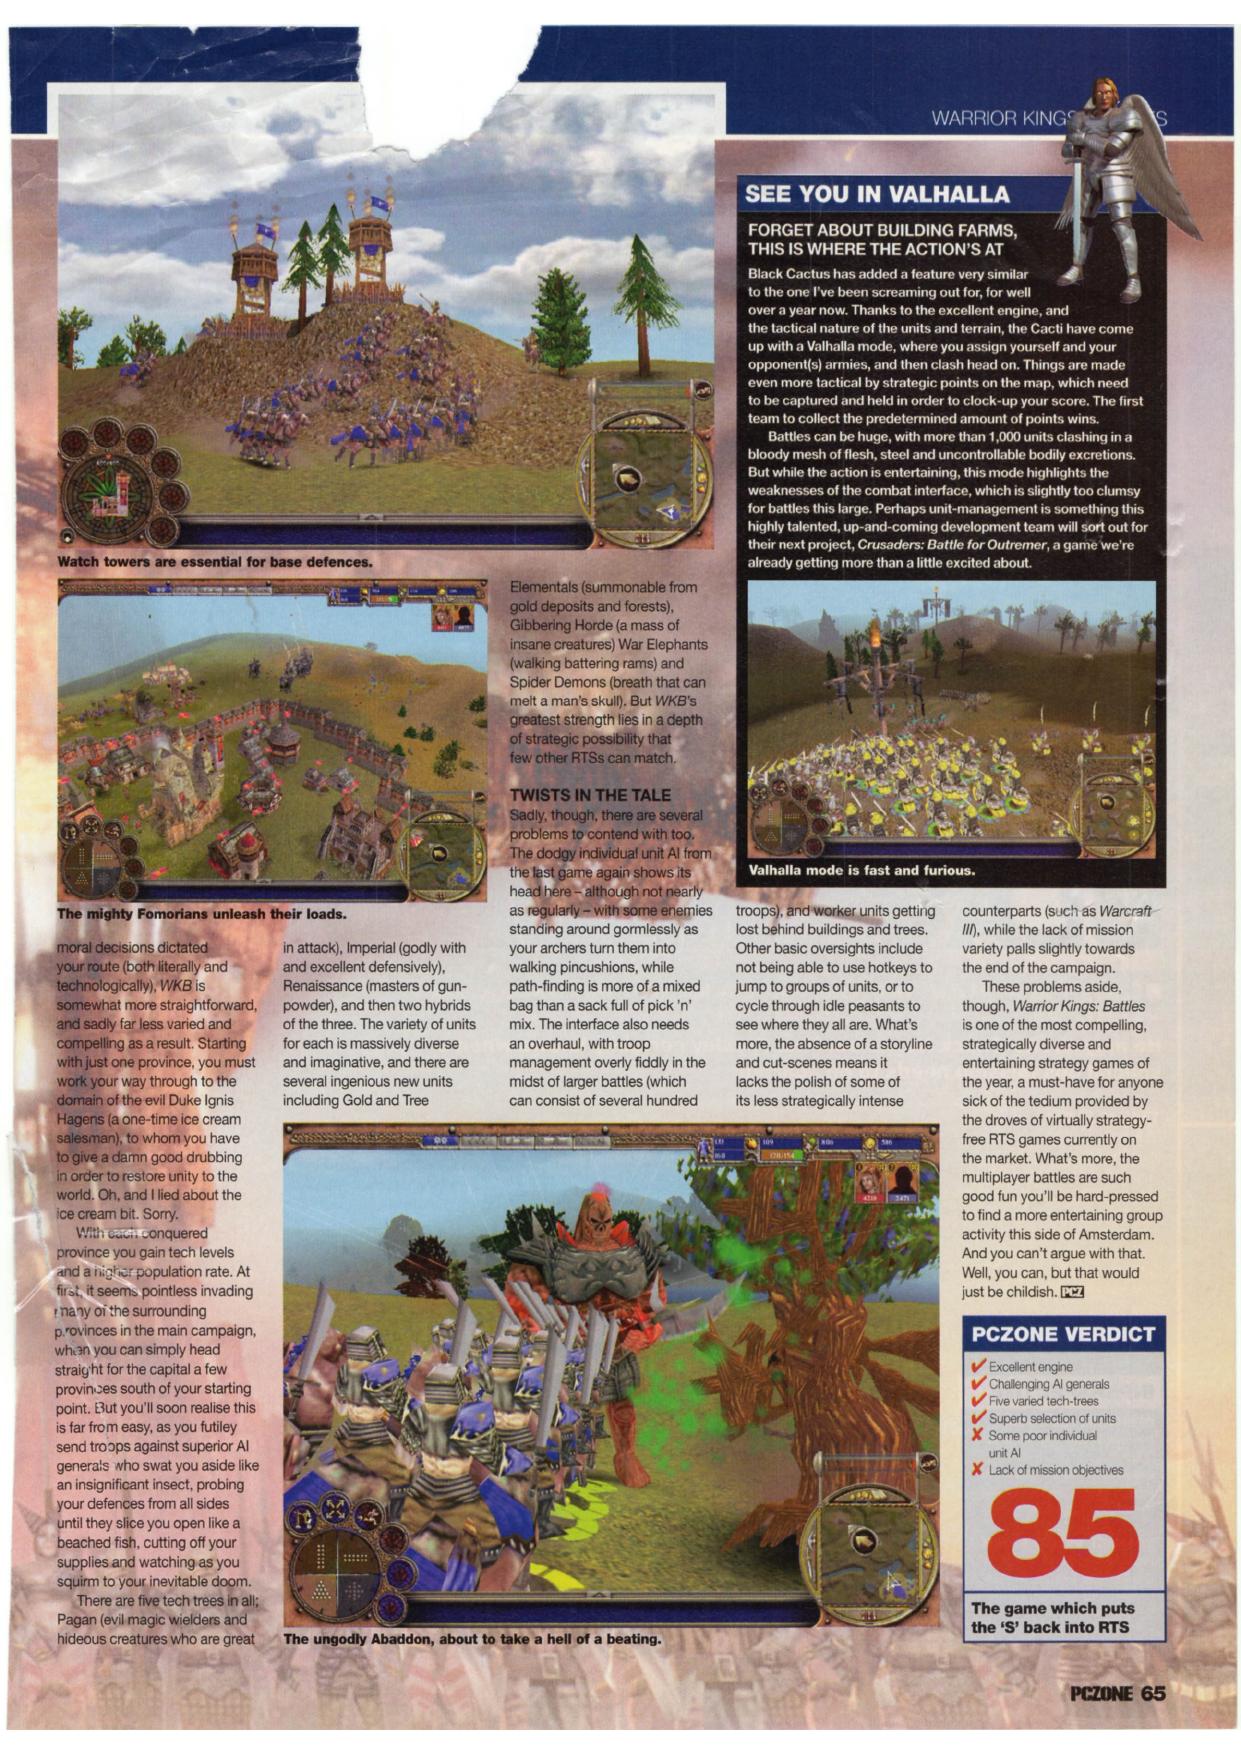 WARRIOR KINGS
SEE YOU IN VALHALLA
FORGET ABOUT BUILDING FARMS,
THIS IS WHERE THE ACTION'S AT
Black Cactus has added a feature very similar
to the one I've been screaming out for, for well
over a year now. Thanks to the excellent engine, and
the tactical nature of the units and terrain, the Cacti have come
up with a Valhalla mode, where you assign yourself and your
opponent(s) armies, and then clash head on. Things are made
even more tactical by strategic points on the map, which need
to be captured and held in order to clock-up your score. The first
team to collect the predetermined amount of points wins.
Battles can be huge, with more than 1,000 units clashing in a
bloody mesh of flesh, steel and uncontrollable bodily excretions.
But while the action is entertaining, this mode highlights the
weaknesses of the combat interface, which is slightly too clumsy
for battles this large. Perhaps unit-management is something this
highly talented, up-and-coming development team will sort out for
their next project, Crusaders: Battle for Outremer, a game we're
already getting more than a little excited about.
Valhalla mode is fast and furious.
Watch towers are essential for base defences.
The mighty Fomorians unleash their loads.
moral decisions dictated
your route (both literally and
technologically), WKB is
somewhat more straightforward,
and sadly far less varied and
compelling as a result. Starting
with just one province, you must
work your way through to the
domain of the evil Duke Ignis
Hagens (a one-time ice cream
salesman), to whom you have
to give a damn good drubbing
in order to restore unity to the
world. Oh, and I lied about the
ice cream bit. Sorry.
With each conquered
province you gain tech levels
and a higher population rate. At
first, it seems pointless invading
many of the surrounding
provinces in the main campaign,
when you can simply head
straight for the capital a few
provinces south of your starting
point. But you'll soon realise this
is far from easy, as you futiley
send troops against superior AI
generals who swat you aside like
an insignificant insect, probing
your defences from all sides
until they slice you open like a
beached fish, cutting off your
supplies and watching as you
squirm to your inevitable doom.
There are five tech trees in all;
Pagan (evil magic wielders and
hideous creatures who are great
in attack), Imperial (godly with
and excellent defensively),
Renaissance (masters of gun-
powder), and then two hybrids
of the three. The variety of units
for each is massively diverse
and imaginative, and there are
several ingenious new units
including Gold and Tree
Elementals (summonable from
gold deposits and forests),
Gibbering Horde (a mass of
insane creatures) War Elephants
(walking battering rams) and
Spider Demons (breath that can
melt a man's skull). But WKB's
greatest strength lies in a depth
of strategic possibility that
few other RTSs can match.
TWISTS IN THE TALE
Sadly, though, there are several
problems to contend with too.
The dodgy individual unit AI from
the last game again shows its
head here – although not nearly
as regularly – with some enemies
standing around gormlessly as
your archers turn them into
walking pincushions, while
path-finding is more of a mixed
bag than a sack full of pick 'n'
mix. The interface also needs
an overhaul, with troop
management overly fiddly in the
midst of larger battles (which
can consist of several hundred
troops), and worker units getting
lost behind buildings and trees.
Other basic oversights include
not being able to use hotkeys to
jump to groups of units, or to
cycle through idle peasants to
see where they all are. What's
more, the absence of a storyline
and cut-scenes means it
lacks the polish of some of
its less strategically intense
counterparts (such as Warcraft
III), while the lack of mission
variety palls slightly towards
the end of the campaign.
These problems aside,
though, Warrior Kings: Battles
is one of the most compelling,
strategically diverse and
entertaining strategy games of
the year, a must-have for anyone
sick of the tedium provided by
the droves of virtually strategy-
free RTS games currently on
the market. What's more, the
multiplayer battles are such
good fun you'll be hard-pressed
to find a more entertaining group
activity this side of Amsterdam.
And you can't argue with that.
Well, you can, but that would
just be childish. PCZ
The ungodly Abaddon, about to take a hell of a beating.
PCZONE VERDICT
✔ Excellent engine
✔ Challenging AI generals
✔ Five varied tech-trees
✔ Superb selection of units
✘ Some poor individual
unit AI
✘ Lack of mission objectives
85
The game which puts
the 'S' back into RTS
PCZONE 65